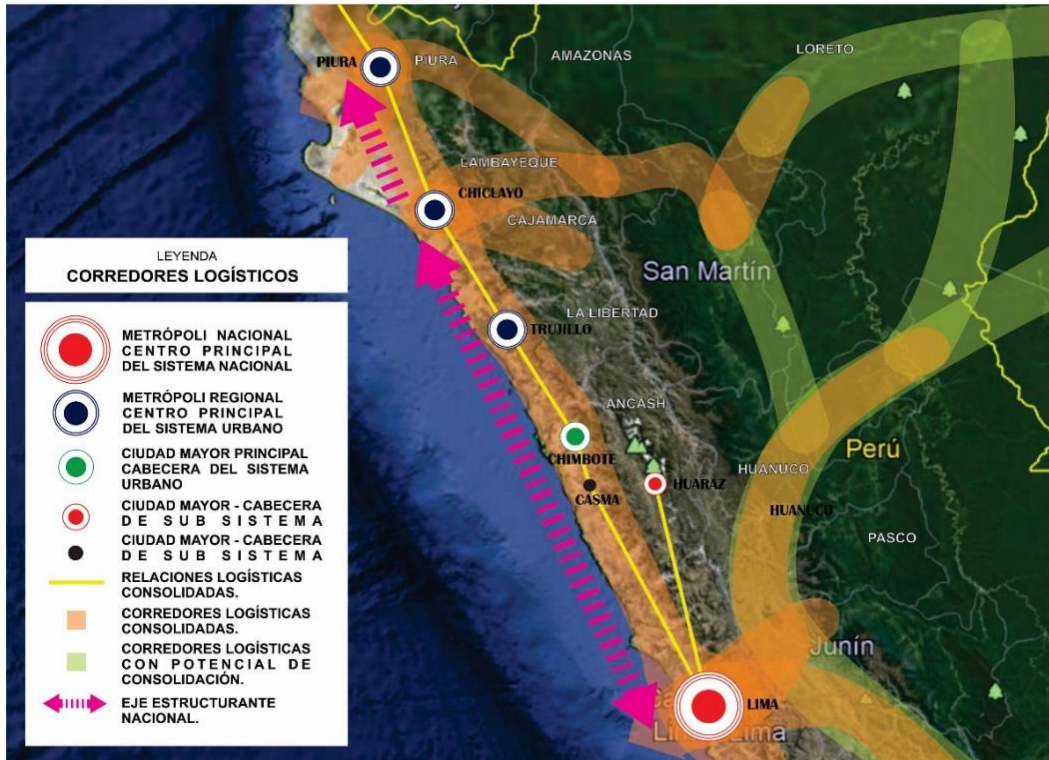 PIURA
PIURA
AMAZONAS
LORETO
LAMBAYEQUE
CHICLAYO
CAJAMARCA
San Martín
LA LIBERTAD
TRUJILLO
ANCASH
CHIMBOTE
Perú
HUANUCO
HUARAZ
CASMA
HUANUCO
PASCO
Junín
LIMA
Lima
LEYENDA
CORREDORES LOGÍSTICOS
METRÓPOLI NACIONAL
CENTRO PRINCIPAL
DEL SISTEMA NACIONAL
METRÓPOLI REGIONAL
CENTRO PRINCIPAL
DEL SISTEMA URBANO
CIUDAD MAYOR PRINCIPAL
CABECERA DEL SISTEMA
URBANO
CIUDAD MAYOR - CABECERA
DE SUB SISTEMA
CIUDAD MAYOR - CABECERA
DE SUB SISTEMA
RELACIONES LOGÍSTICAS
CONSOLIDADAS.
CORREDORES LOGÍSTICAS
CONSOLIDADAS.
CORREDORES LOGÍSTICAS
CON POTENCIAL DE
CONSOLIDACIÓN.
EJE ESTRUCTURANTE
NACIONAL.